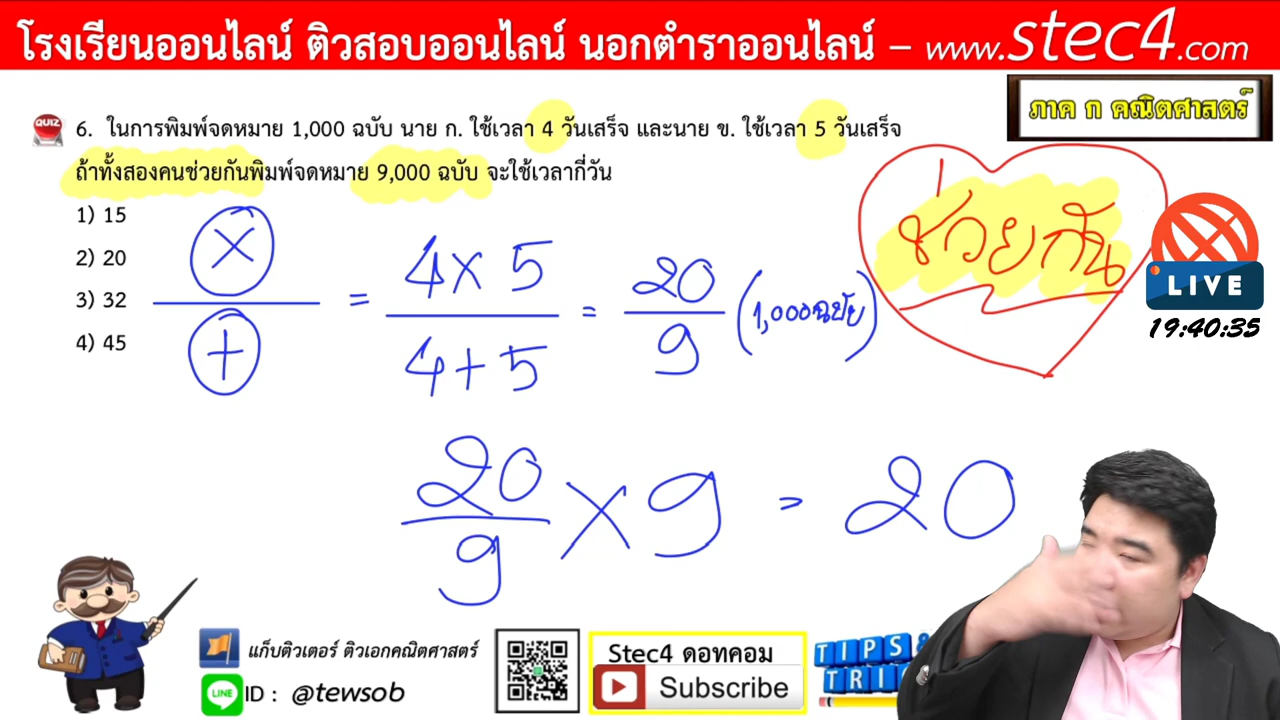 โรงเรียนออนไลน์ ติวสอบออนไลน์ นอกตำราออนไลน์ – www.stec4.com
ภาค ก คณิตศาสตร์
QUIZ
6. ในการพิมพ์จดหมาย 1,000 ฉบับ นาย ก. ใช้เวลา 4 วันเสร็จ และนาย ข. ใช้เวลา 5 วันเสร็จ
ถ้าทั้งสองคนช่วยกันพิมพ์จดหมาย 9,000 ฉบับ จะใช้เวลากี่วัน
1) 15
2) 20
3) 32
4) 45
ช่วยกัน
× / + = 4 × 5 / 4 + 5 = 20 / 9 (1,000ฉบับ)
20 / 9 × 9 = 20
LIVE
19:40:35
แก็บติวเตอร์ ติวเอกคณิตศาสตร์
LINE ID : @tewsob
Stec4 ดอทคอม
Subscribe
TIPS &